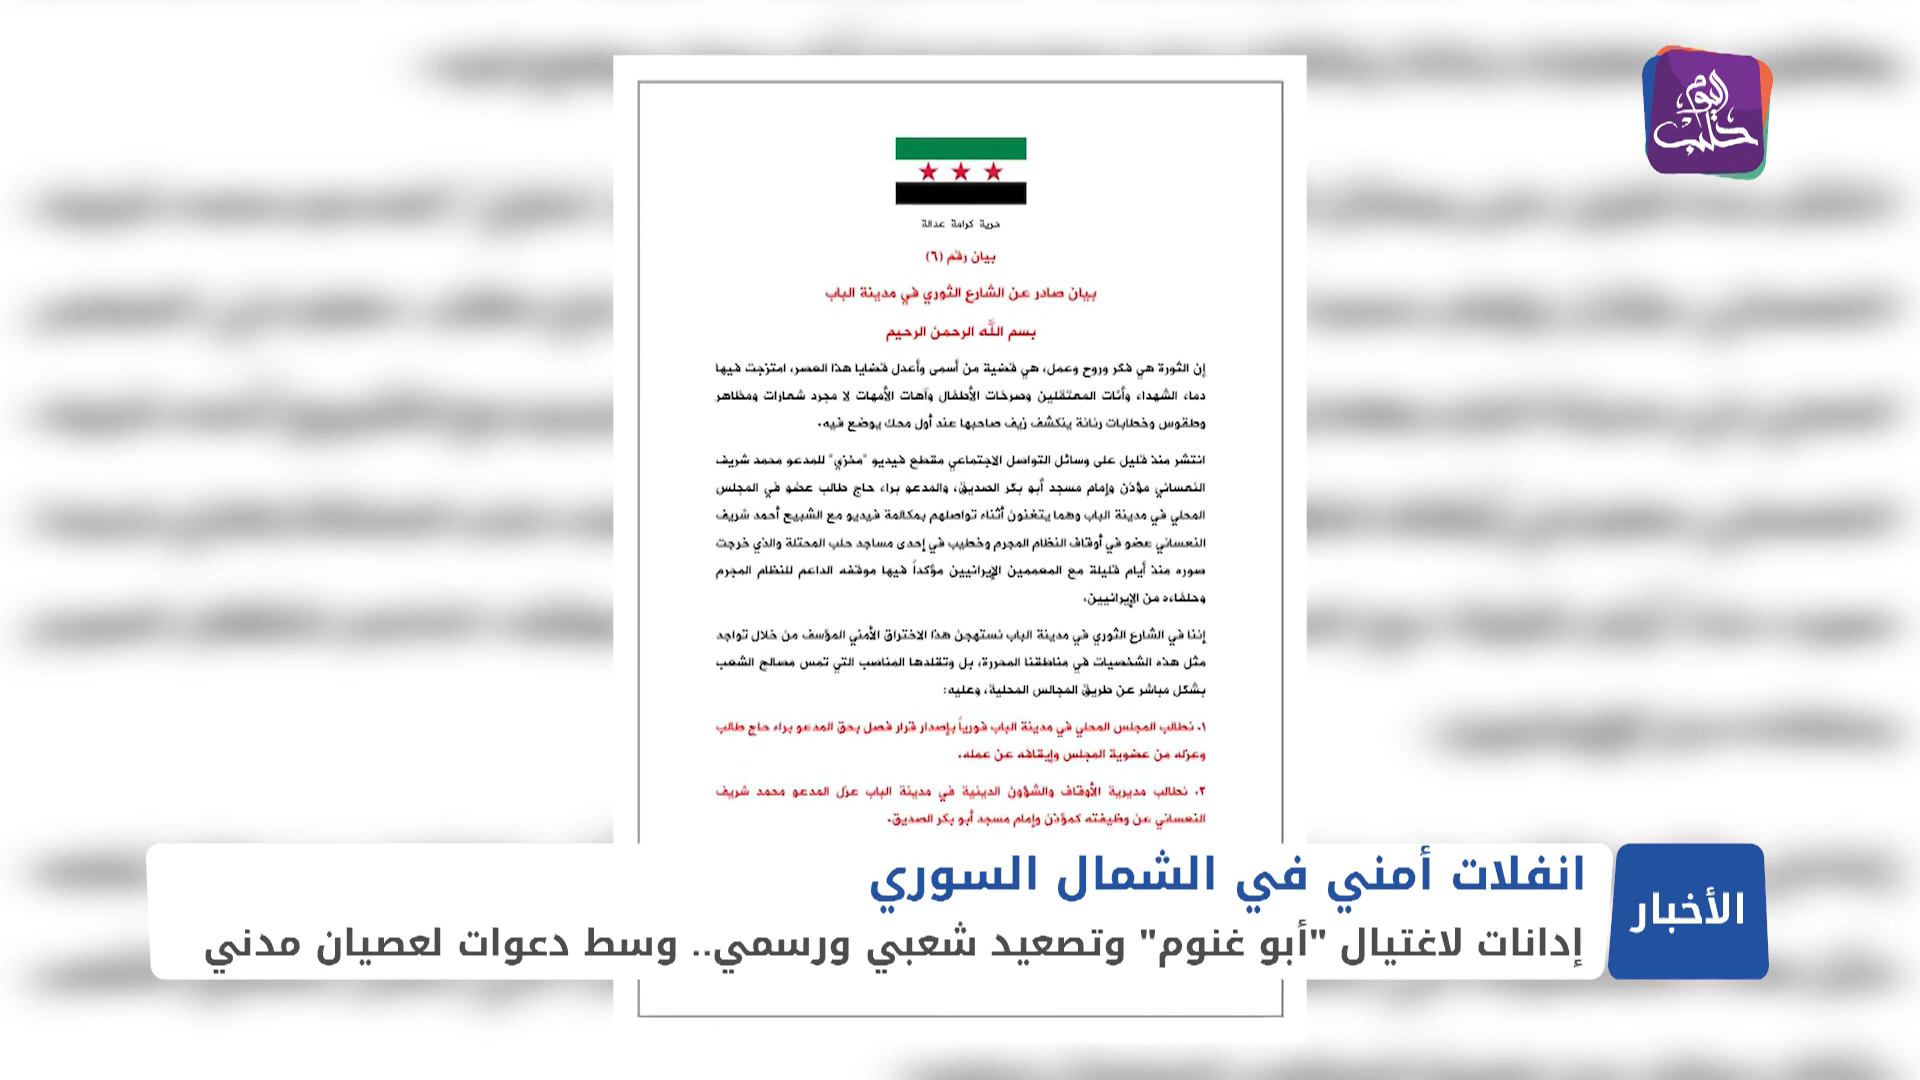 حلب اليوم
حرية كرامة عدالة
بيان رقم (٦)
بيان صادر عن الشارع الثوري في مدينة الباب
بسم الله الرحمن الرحيم
إن الثورة هي فكر وروح وعمل، هي قضية من أسمى وأعدل قضايا هذا العصر، امتزجت فيها
دماء الشهداء وأنّات المعتقلين وصرخات الأطفال وآهات الأمهات لا مجرد شعارات ومظاهر
وطقوس وخطابات رنانة ينكشف زيف صاحبها عند أول محك يوضع فيه.
انتشر منذ قليل على وسائل التواصل الاجتماعي مقطع فيديو "مخزي" للمدعو محمد شريف
النعساني مؤذن وإمام مسجد أبو بكر الصديق، والمدعو براء حاج طالب عضو في المجلس
المحلي في مدينة الباب وهما يتغنون أثناء تواصلهم بمكالمة فيديو مع الشبيح أحمد شريف
النعساني عضو في أوقاف النظام المجرم وخطيب في إحدى مساجد حلب المحتلة والذي خرجت
صوره منذ أيام قليلة مع المعممين الإيرانيين مؤكداً فيها موقفه الداعم للنظام المجرم
وحلفاءه من الإيرانيين.
إننا في الشارع الثوري في مدينة الباب نستهجن هذا الاختراق الأمني المؤسف من خلال تواجد
مثل هذه الشخصيات في مناطقنا المحررة، بل وتقلدها المناصب التي تمس مصالح الشعب
بشكل مباشر عن طريق المجالس المحلية، وعليه:
١. نطالب المجلس المحلي في مدينة الباب فورياً بإصدار قرار فصل بحق المدعو براء حاج طالب
وعزله من عضوية المجلس وإيقافه عن عمله.
٢. نطالب مديرية الأوقاف والشؤون الدينية في مدينة الباب عزل المدعو محمد شريف
النعساني عن وظيفته كمؤذن وإمام مسجد أبو بكر الصديق.
الأخبار
انفلات أمني في الشمال السوري
إدانات لاغتيال "أبو غنوم" وتصعيد شعبي ورسمي.. وسط دعوات لعصيان مدني